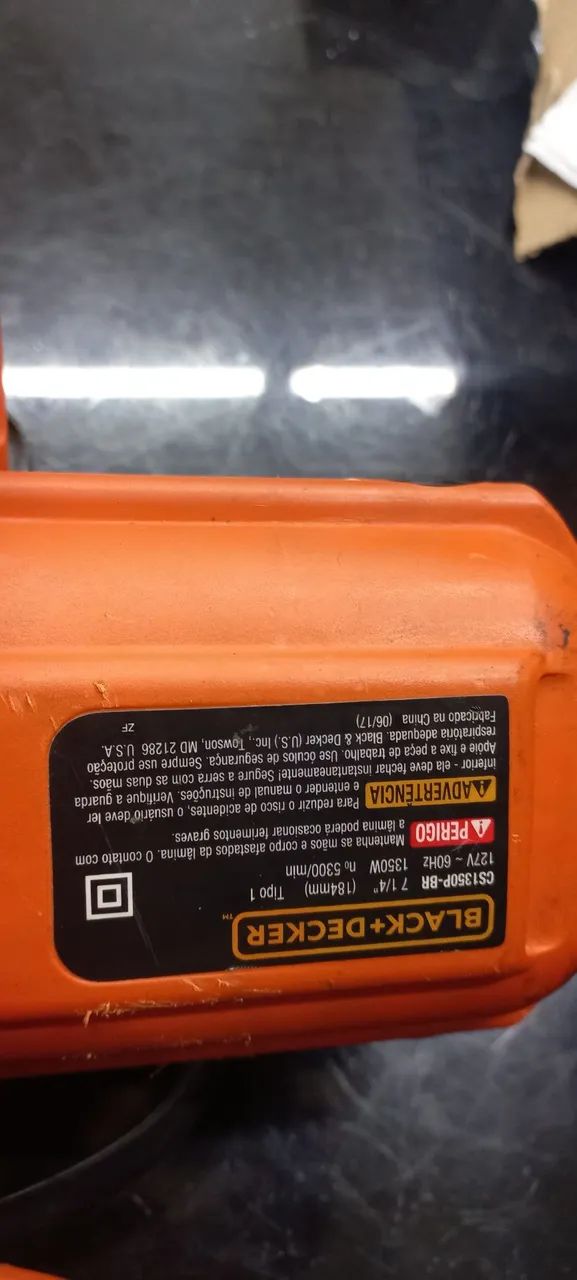 BLACK+DECKER™
CS1350P-BR 7 1/4" (184mm) Tipo 1
127V ~ 60Hz 1350W n₀ 5300/min
PERIGO Mantenha as mãos e corpo afastados da lâmina. O contato com
a lâmina poderá ocasionar ferimentos graves.
ADVERTÊNCIA Para reduzir o risco de acidentes, o usuário deve ler
e entender o manual de instruções. Verifique a guarda
inferior - ela deve fechar instantaneamente! Segure a serra com as duas mãos.
Apóie e fixe a peça de trabalho. Use óculos de segurança. Sempre use proteção
respiratória adequada. Black & Decker (U.S.) Inc., Towson, MD 21286 U.S.A.
Fabricado na China (06/17) ZF